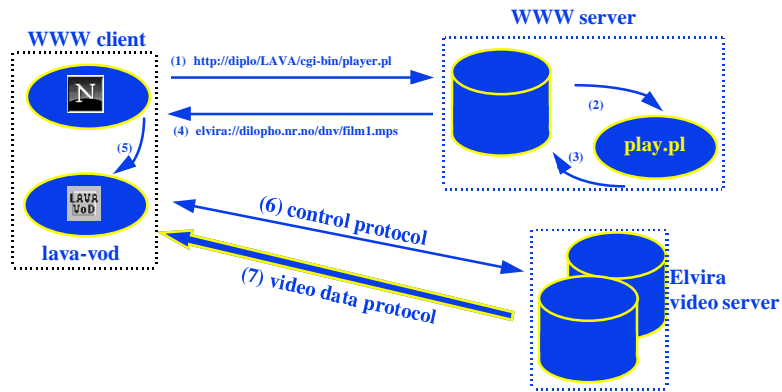 WWW server
WWW client
(1) http://diplo/LAVA/cgi-bin/player.pl
N
(2)
(4) elvira://dilopho.nr.no/dnv/film1.mps
(5)
(3)
play.pl
LAVA
VoD
(6) control protocol
lava-vod
(7) video data protocol
Elvira
video server